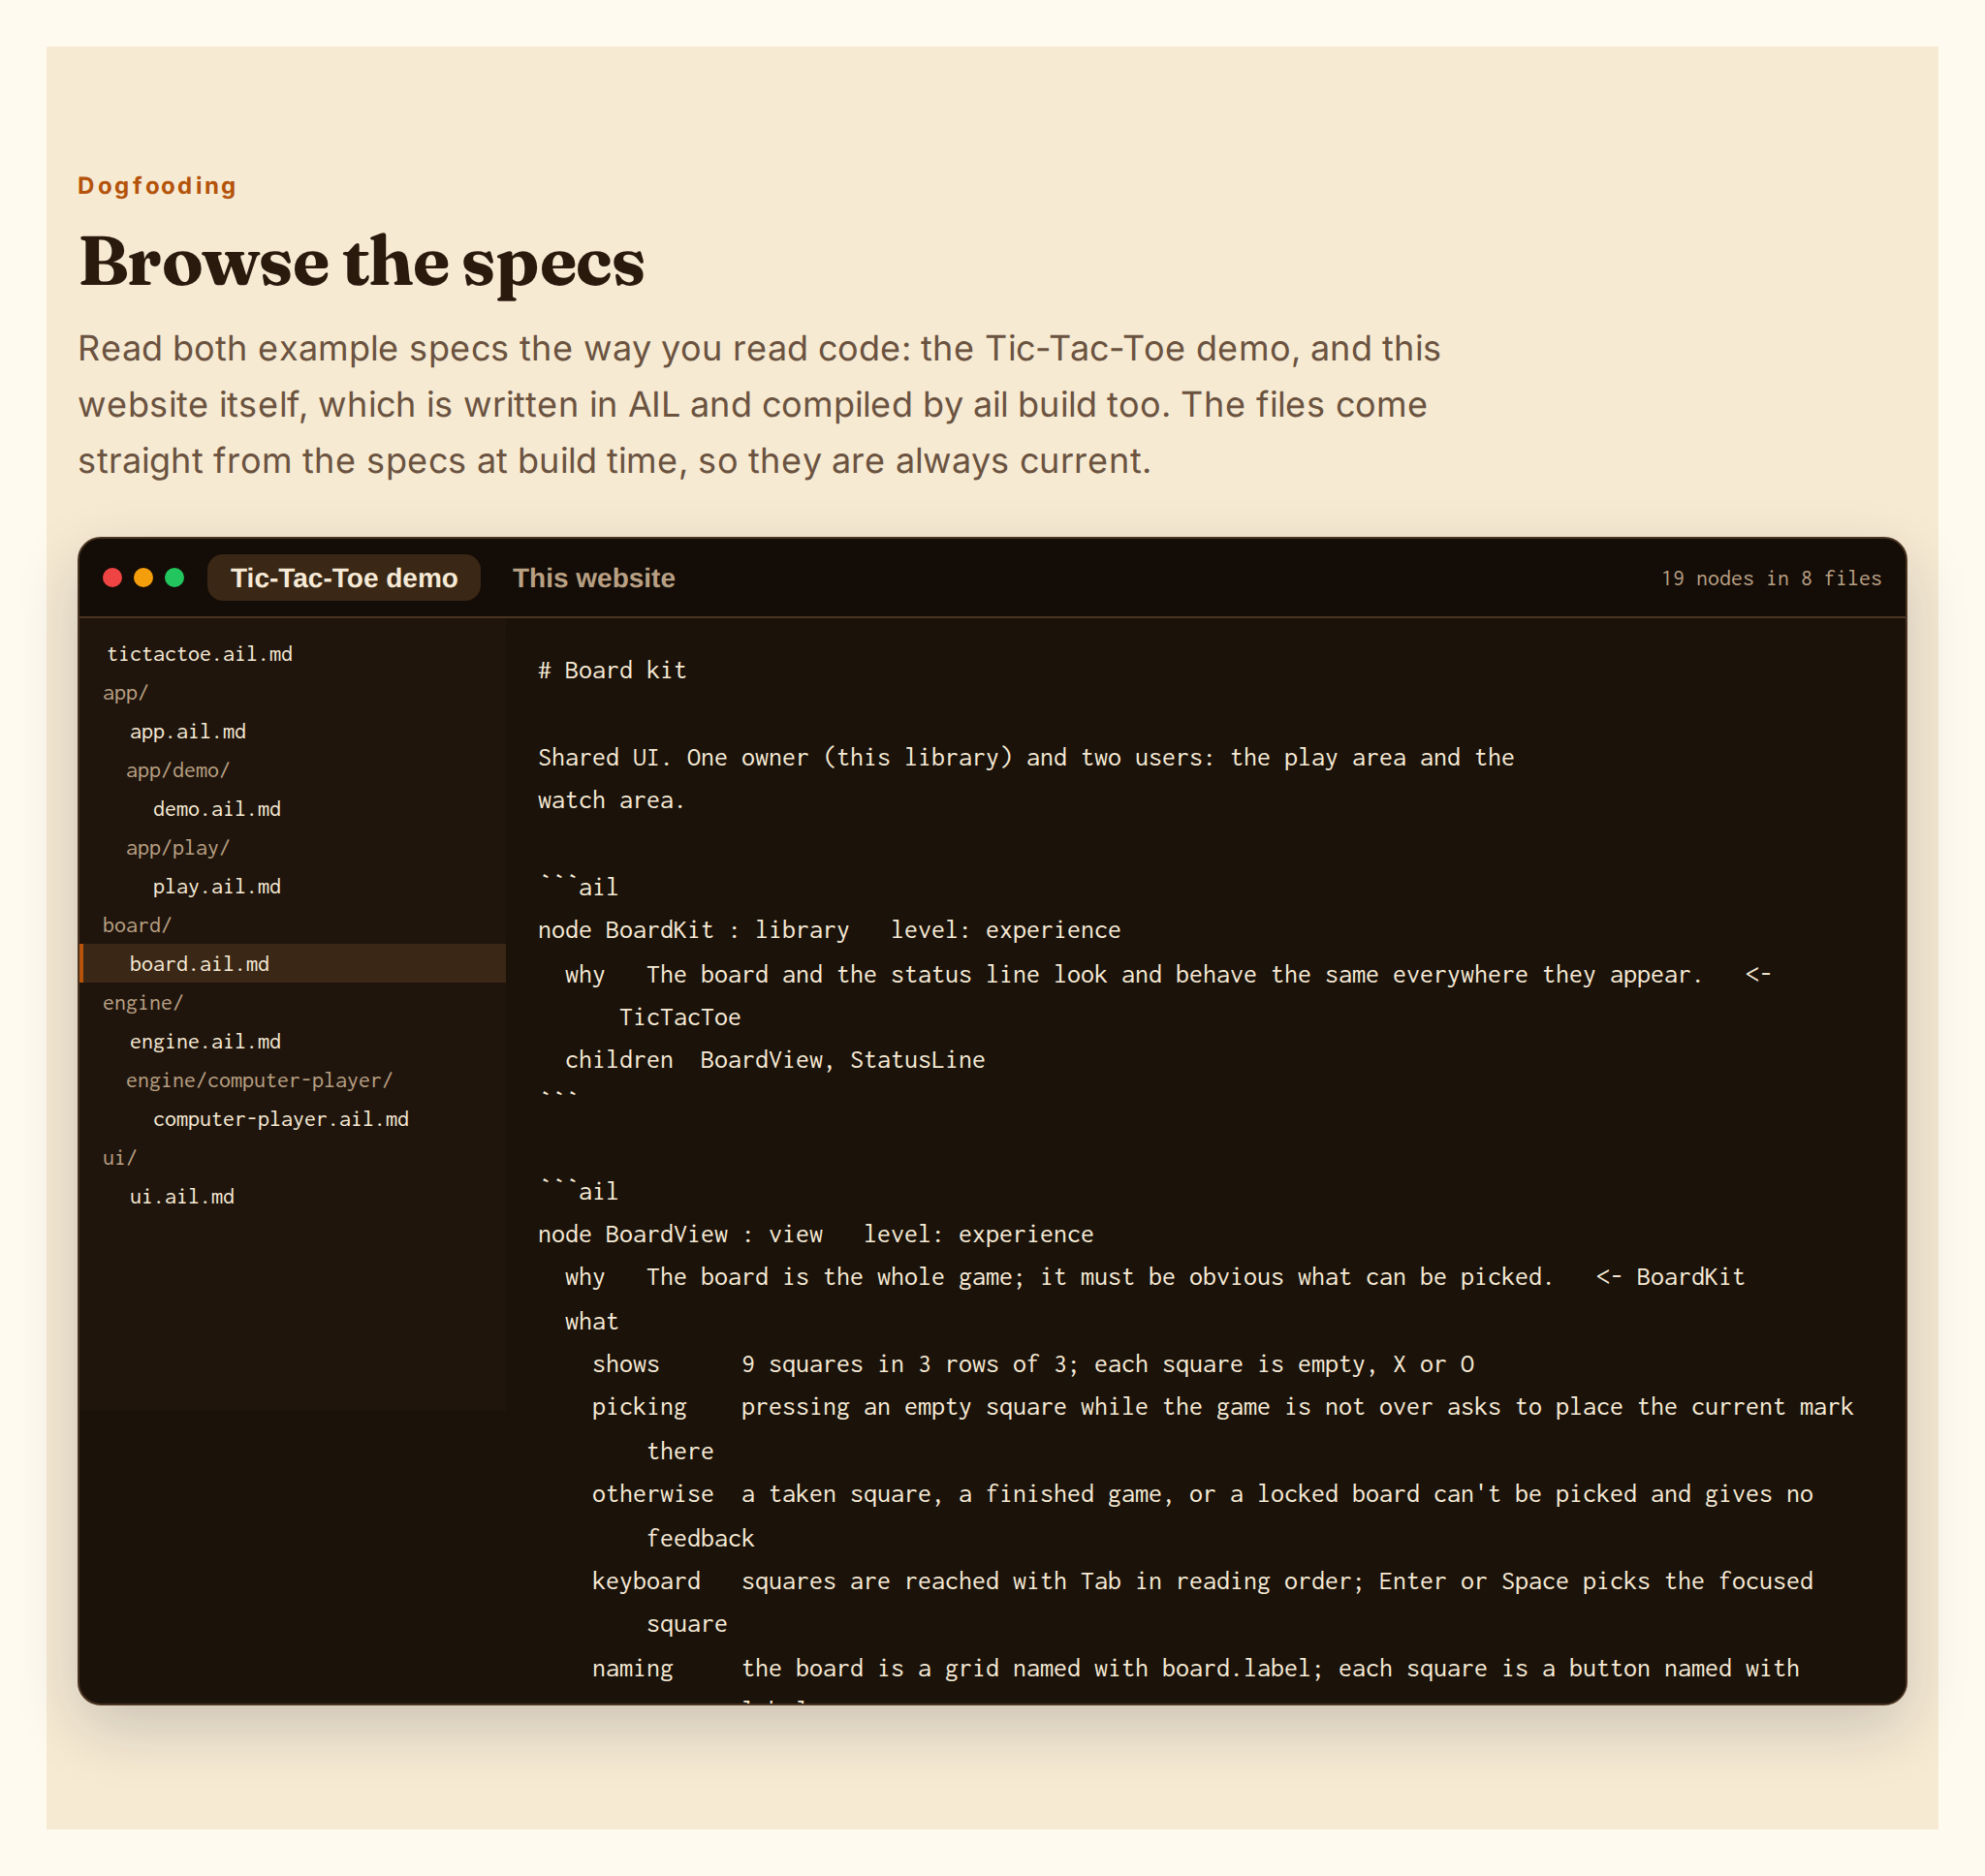 Dogfooding
Browse the specs
Read both example specs the way you read code: the Tic-Tac-Toe demo, and this
website itself, which is written in AIL and compiled by ail build too. The files come
straight from the specs at build time, so they are always current.
Tic-Tac-Toe demo This website 19 nodes in 8 files
tictactoe.ail.md
app/
app.ail.md
app/demo/
demo.ail.md
app/play/
play.ail.md
board/
board.ail.md
engine/
engine.ail.md
engine/computer-player/
computer-player.ail.md
ui/
ui.ail.md
# Board kit
Shared UI. One owner (this library) and two users: the play area and the
watch area.
```ail
node BoardKit : library   level: experience
  why   The board and the status line look and behave the same everywhere they appear.   <-
      TicTacToe
  children  BoardView, StatusLine
```
```ail
node BoardView : view   level: experience
  why   The board is the whole game; it must be obvious what can be picked.   <- BoardKit
  what
    shows      9 squares in 3 rows of 3; each square is empty, X or O
    picking    pressing an empty square while the game is not over asks to place the current mark
        there
    otherwise  a taken square, a finished game, or a locked board can't be picked and gives no
        feedback
    keyboard   squares are reached with Tab in reading order; Enter or Space picks the focused
        square
    naming     the board is a grid named with board.label; each square is a button named with